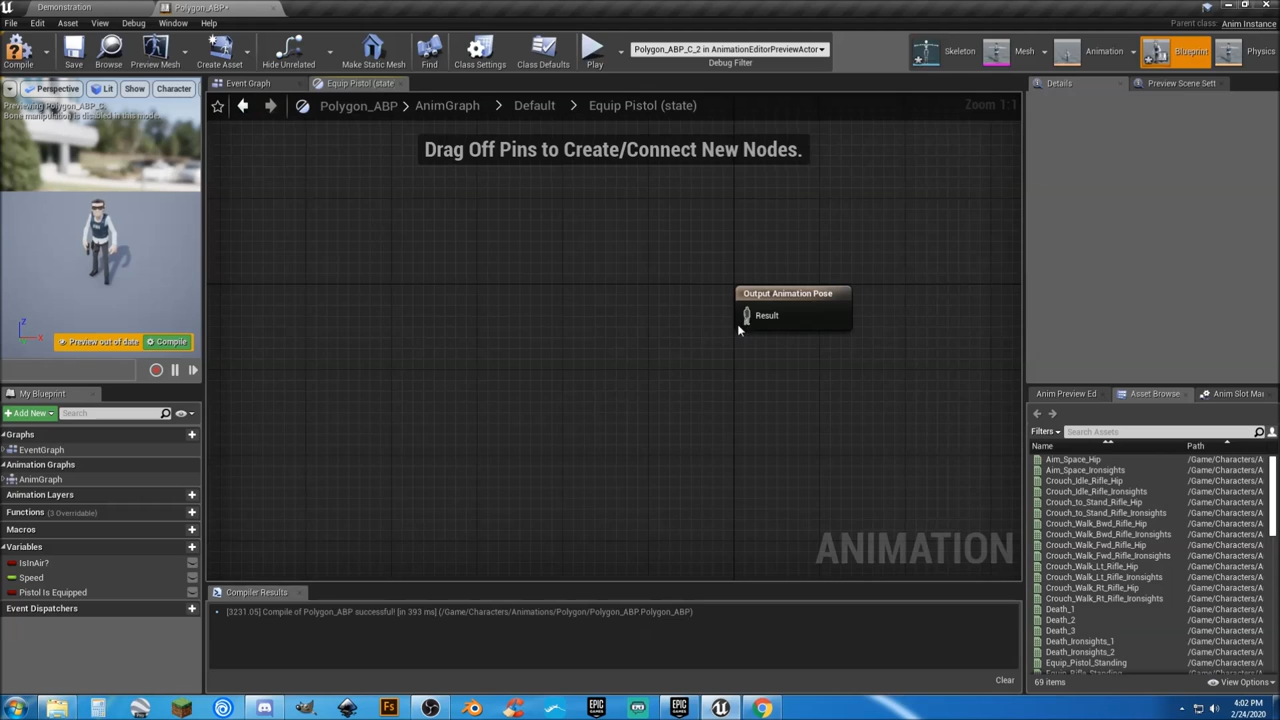 Demonstration
Polygon_ABP*
File Edit Asset View Debug Window Help
Parent class: Anim Instance
Compile Save Browse Preview Mesh Create Asset Hide Unrelated Make Static Mesh Find Class Settings Class Defaults Play
Polygon_ABP_C_2 in AnimationEditorPreviewActor
Debug Filter
Skeleton Mesh Animation Blueprint Physics
Perspective Lit Show Character
Previewing Polygon_ABP_C.
Bone manipulation is disabled in this mode.
Event Graph Equip Pistol (state
Polygon_ABP AnimGraph Default Equip Pistol (state)
Zoom 1:1
Drag Off Pins to Create/Connect New Nodes.
Output Animation Pose
Result
ANIMATION
Z
X
Preview out of date Compile
My Blueprint
Add New Search
Graphs
EventGraph
Animation Graphs
AnimGraph
Animation Layers
Functions (3 Overridable)
Macros
Variables
IsInAir?
Speed
Pistol Is Equipped
Event Dispatchers
Compiler Results
[3231.05] Compile of Polygon_ABP successful! [in 393 ms] (/Game/Characters/Animations/Polygon/Polygon_ABP.Polygon_ABP)
Clear
Details Preview Scene Sett
Anim Preview Ed Asset Browse Anim Slot Mar
Filters Search Assets
Name Path
Aim_Space_Hip /Game/Characters/A
Aim_Space_Ironsights /Game/Characters/A
Crouch_Idle_Rifle_Hip /Game/Characters/A
Crouch_Idle_Rifle_Ironsights /Game/Characters/A
Crouch_to_Stand_Rifle_Hip /Game/Characters/A
Crouch_to_Stand_Rifle_Ironsights /Game/Characters/A
Crouch_Walk_Bwd_Rifle_Hip /Game/Characters/A
Crouch_Walk_Bwd_Rifle_Ironsights /Game/Characters/A
Crouch_Walk_Fwd_Rifle_Hip /Game/Characters/A
Crouch_Walk_Fwd_Rifle_Ironsights /Game/Characters/A
Crouch_Walk_Lt_Rifle_Hip /Game/Characters/A
Crouch_Walk_Lt_Rifle_Ironsights /Game/Characters/A
Crouch_Walk_Rt_Rifle_Hip /Game/Characters/A
Crouch_Walk_Rt_Rifle_Ironsights /Game/Characters/A
Death_1 /Game/Characters/A
Death_2 /Game/Characters/A
Death_3 /Game/Characters/A
Death_Ironsights_1 /Game/Characters/A
Death_Ironsights_2 /Game/Characters/A
Equip_Pistol_Standing /Game/Characters/A
69 items
View Options
Fs
EPIC GAMES
EPIC GAMES
4:02 PM
2/24/2020